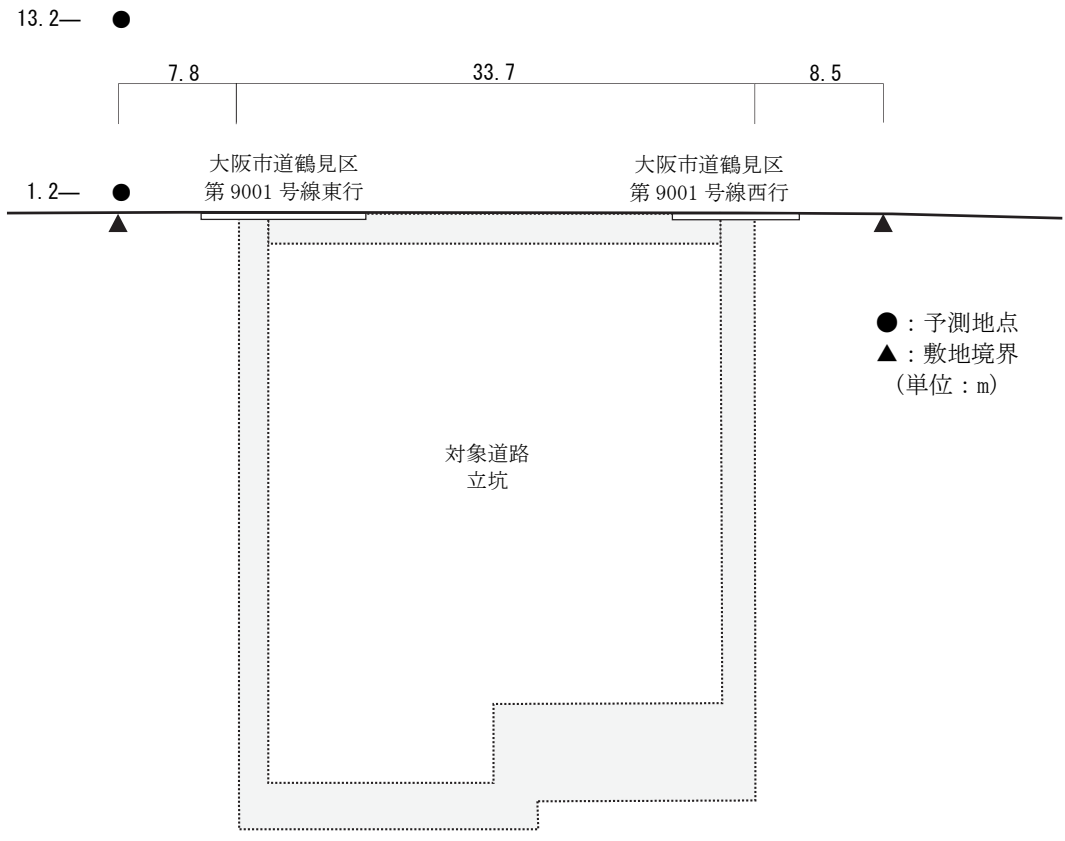 13.2― ●
7.8
33.7
8.5
大阪市道鶴見区
第 9001 号線東行
大阪市道鶴見区
第 9001 号線西行
1.2― ●
●：予測地点
▲：敷地境界
(単位：m)
対象道路
立坑